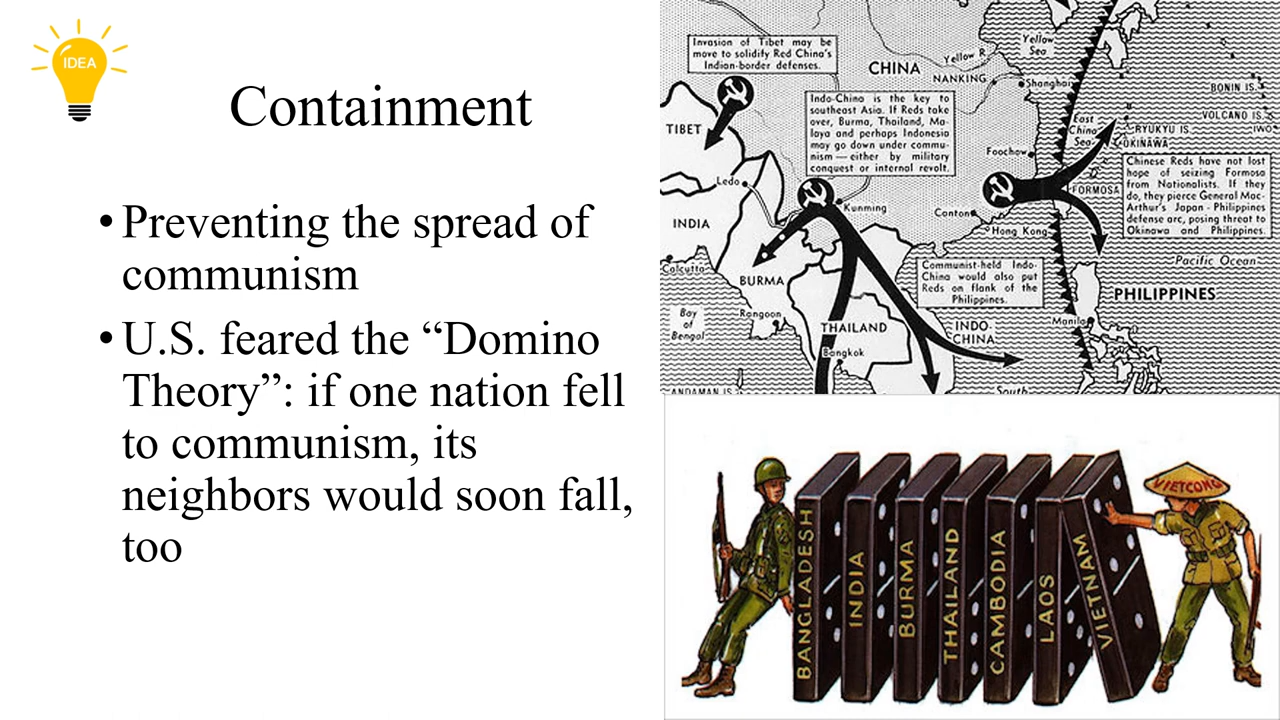 IDEA
Containment
• Preventing the spread of
communism
• U.S. feared the “Domino
Theory”: if one nation fell
to communism, its
neighbors would soon fall,
too
Invasion of Tibet may be
move to solidify Red China's
Indian-border defenses.
CHINA
Yellow R
NANKING
Yellow
Sea
Shanghai
BONIN IS.
VOLCANO IS.
IWO
Indo-China is the key to
southeast Asia. If Reds take
over, Burma, Thailand, Ma-
laya and perhaps Indonesia
may go down under commu-
nism — either by military
conquest or internal revolt.
TIBET
East
China
Sea
RYUKYU IS
OKINAWA
Foochow
Chinese Reds have not lost
hope of seizing Formosa
from Nationalists. If they
do, they pierce General Mac-
Arthur's Japan - Philippines
defense arc, posing threat to
Okinawa and Philippines.
Ledo
FORMOSA
Kunming
Canton
Hong Kong
INDIA
Calcutta
Pacific Ocean
Communist-held Indo-
China would also put
Reds on flank of the
Philippines.
BURMA
PHILIPPINES
Bay
of
Bengal
Rangoon
Manila
THAILAND
INDO-
CHINA
Bangkok
ANDAMAN IS
South
BANGLADESH
INDIA
BURMA
THAILAND
CAMBODIA
LAOS
VIETNAM
VIETCONG